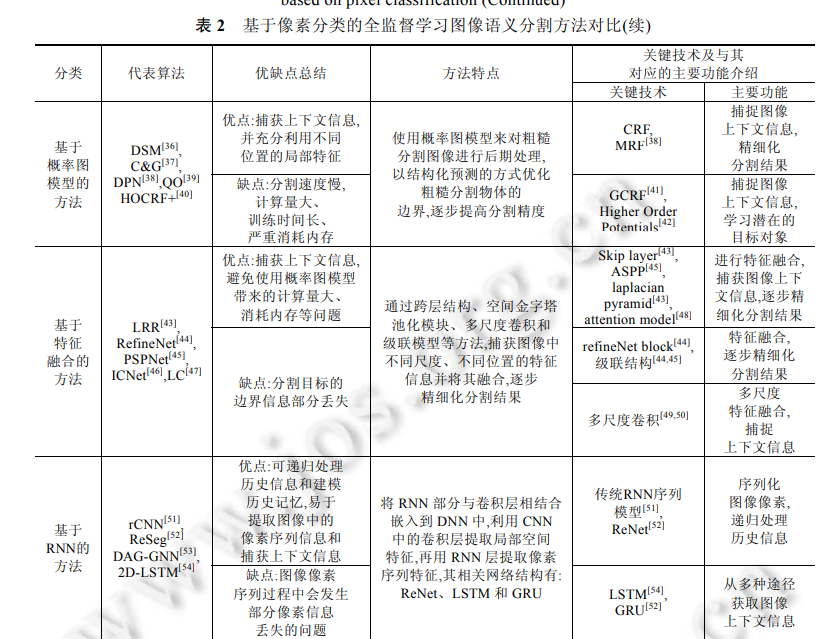 based on pixel classification (Continued)
表 2 基于像素分类的全监督学习图像语义分割方法对比(续)
分类
代表算法
优缺点总结
方法特点
关键技术及与其
对应的主要功能介绍
关键技术
主要功能
基于
概率图
模型的
方法
DSM[36],
C&G[37],
DPN[38],QO[39]
HOCRF+[40]
优点:捕获上下文信息,
并充分利用不同
位置的局部特征
缺点:分割速度慢,
计算量大、
训练时间长、
严重消耗内存
使用概率图模型来对粗糙
分割图像进行后期处理,
以结构化预测的方式优化
粗糙分割物体的
边界,逐步提高分割精度
CRF,
MRF[38]
捕捉图像
上下文信息,
精细化
分割结果
GCRF[41],
Higher Order
Potentials[42]
捕捉图像
上下文信息,
学习潜在的
目标对象
基于
特征
融合的
方法
LRR[43],
RefineNet[44],
PSPNet[45],
ICNet[46],LC[47]
优点:捕获上下文信息,
避免使用概率图模型
带来的计算量大、
消耗内存等问题
缺点:分割目标的
边界信息部分丢失
通过跨层结构、空间金字塔
池化模块、多尺度卷积和
级联模型等方法,捕获图像中
不同尺度、不同位置的特征
信息并将其融合,逐步
精细化分割结果
Skip layer[43],
ASPP[45],
laplacian
pyramid[43],
attention model[48]
进行特征融合,
捕获图像上下
文信息,逐步精
细化分割结果
refineNet block[44],
级联结构[44,45]
特征融合,
逐步精细化
分割结果
多尺度卷积[49,50]
多尺度
特征融合,
捕捉
上下文信息
基于
RNN的
方法
rCNN[51],
ReSeg[52],
DAG-GNN[53],
2D-LSTM[54]
优点:可递归处理
历史信息和建模
历史记忆,易于
提取图像中的
像素序列信息和
捕获上下文信息
缺点:图像像素
序列过程中会发生
部分像素信息
丢失的问题
将 RNN 部分与卷积层相结合
嵌入到 DNN 中,利用 CNN
中的卷积层提取局部空间
特征,再用 RNN 层提取像素
序列特征,其相关网络结构有:
ReNet、LSTM 和 GRU
传统RNN序列
模型[51],
ReNet[52]
序列化
图像像素,
递归处理
历史信息
LSTM[54],
GRU[52]
从多种途径
获取图像
上下文信息
www.jos.org.cn